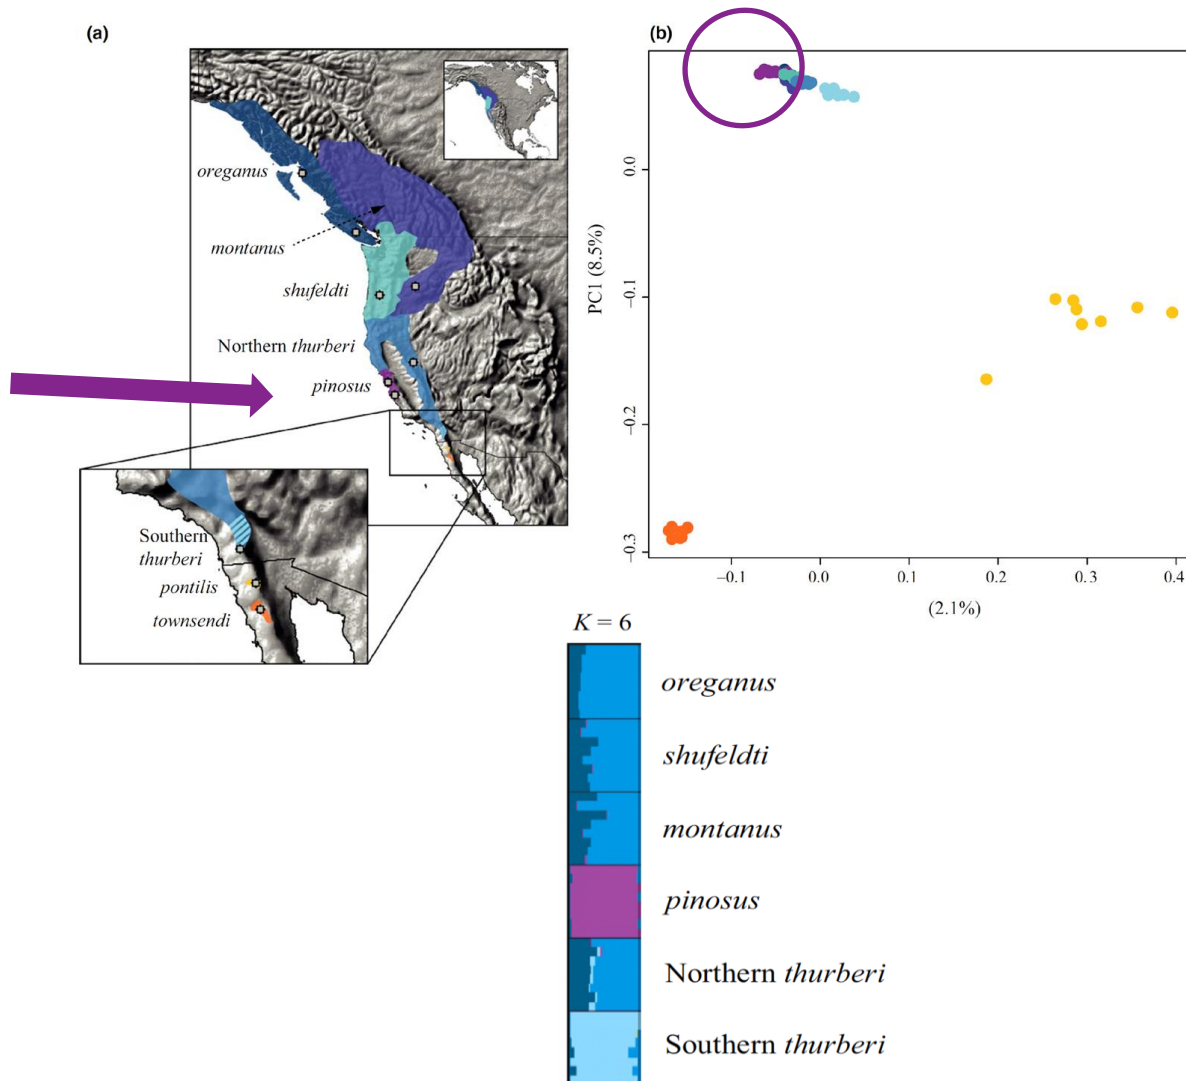 (a)
oreganus
montanus
shufeldti
Northern thurberi
pinosus
Southern
thurberi
pontilis
townsendi
(b)
PC1 (8.5%)
0.0
−0.1
−0.2
−0.3
−0.1
0.0
0.1
0.2
0.3
0.4
(2.1%)
K = 6
oreganus
shufeldti
montanus
pinosus
Northern thurberi
Southern thurberi